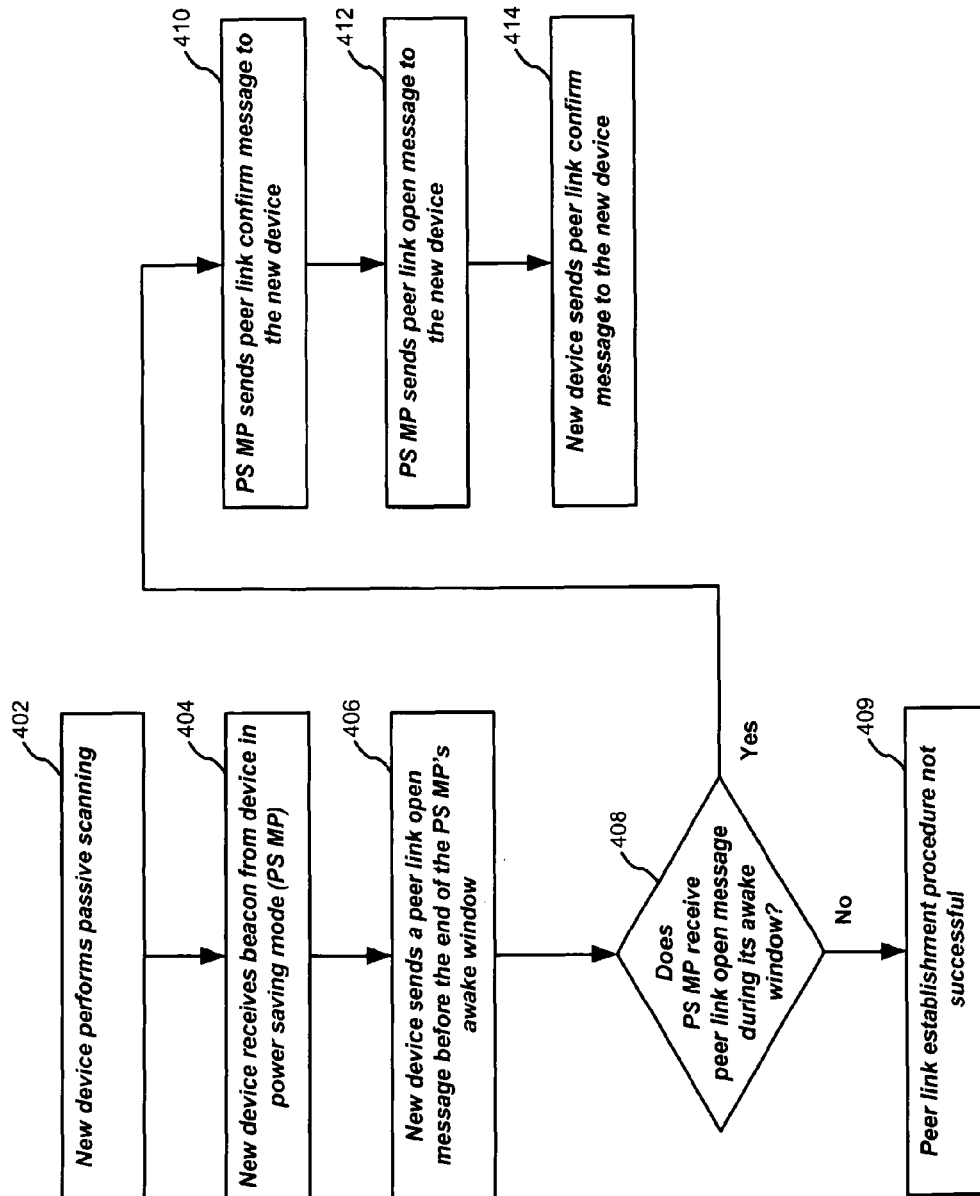 402
New device performs passive scanning
404
New device receives beacon from device in
power saving mode (PS MP)
406
New device sends a peer link open
message before the end of the PS MP's
awake window
408
Does
PS MP receive
peer link open message
during its awake
window?
Yes
No
409
Peer link establishment procedure not
successful
410
PS MP sends peer link confirm message to
the new device
412
PS MP sends peer link open message to
the new device
414
New device sends peer link confirm
message to the new device